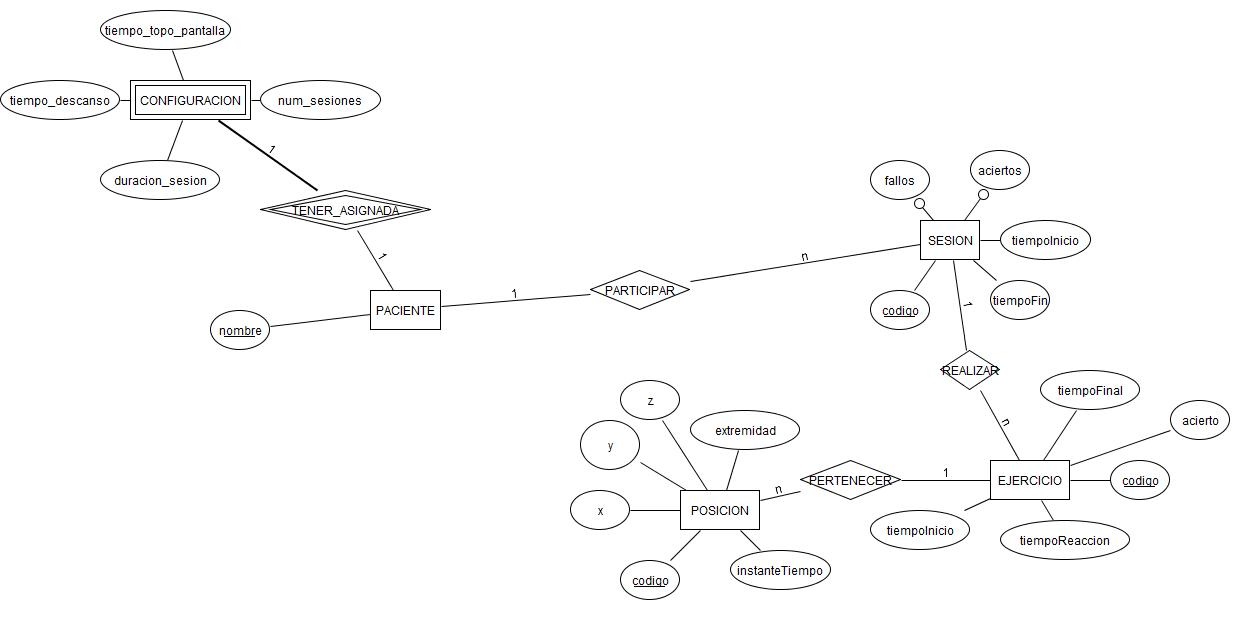 tiempo_topo_pantalla
tiempo_descanso
CONFIGURACION
num_sesiones
1
duracion_sesion
fallos
aciertos
TENER_ASIGNADA
SESION
tiempoInicio
1
n
PARTICIPAR
1
PACIENTE
nombre
codigo
tiempoFin
1
REALIZAR
z
tiempoFinal
n
acierto
y
extremidad
PERTENECER
1
EJERCICIO
codigo
n
x
POSICION
tiempoInicio
tiempoReaccion
codigo
instanteTiempo